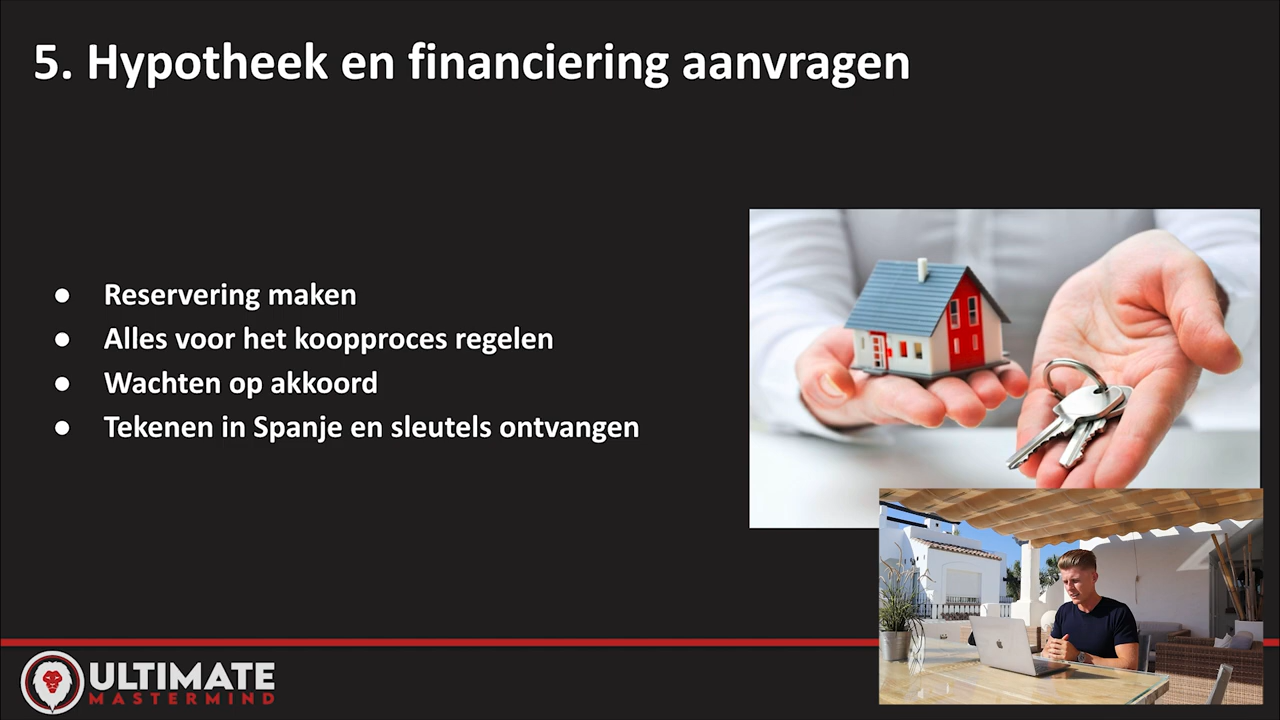 5. Hypotheek en financiering aanvragen
● Reservering maken
● Alles voor het koopproces regelen
● Wachten op akkoord
● Tekenen in Spanje en sleutels ontvangen
ULTIMATE
MASTERMIND